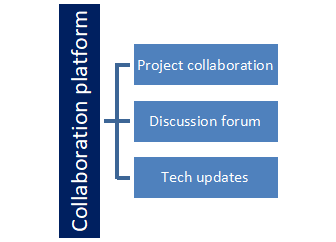 Collaboration platform
Project collaboration
Discussion forum
Tech updates